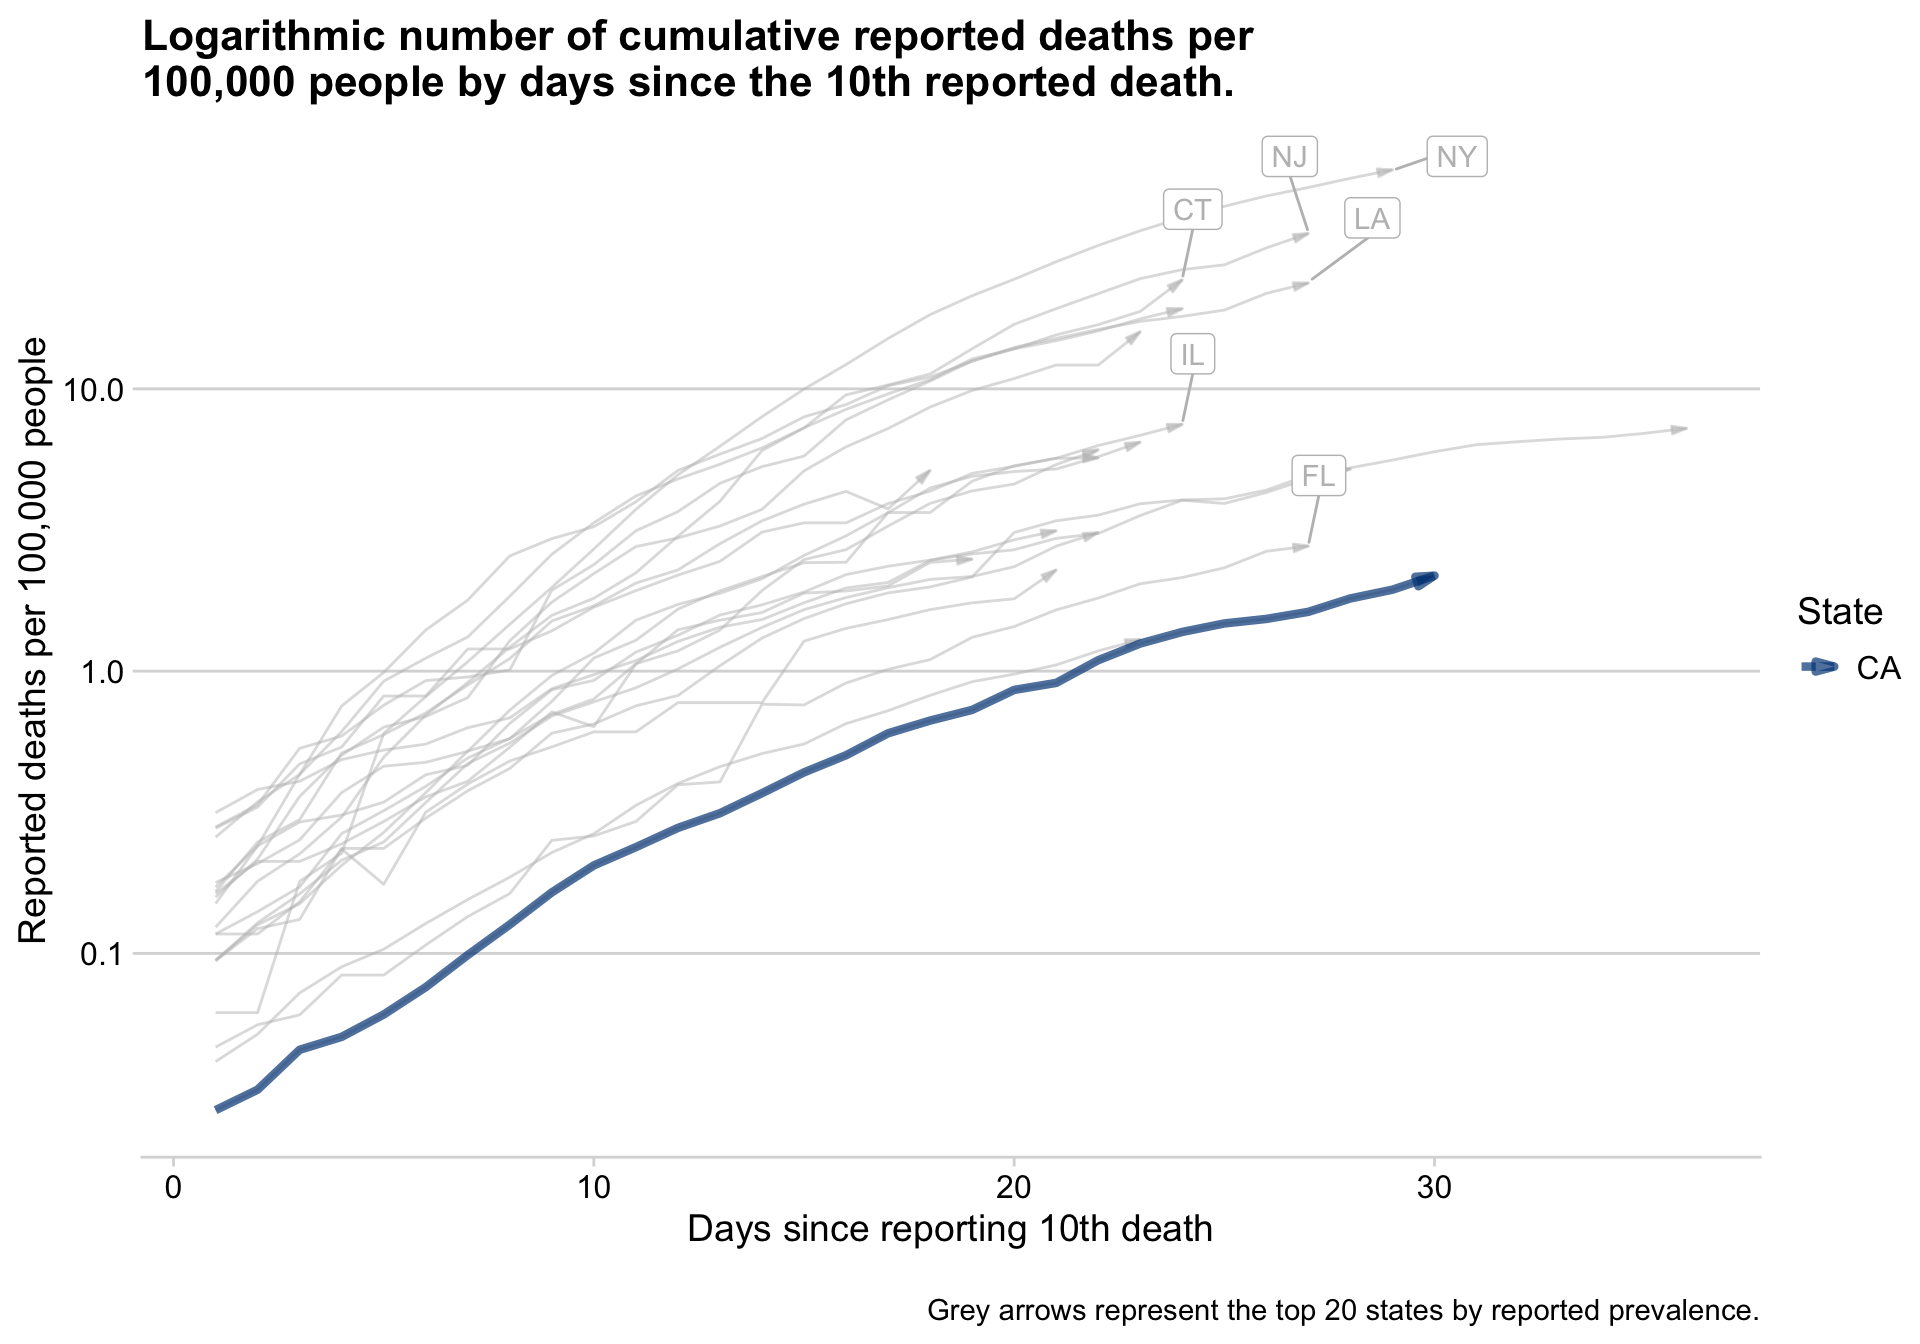 Logarithmic number of cumulative reported deaths per
100,000 people by days since the 10th reported death.
NJ
NY
CT
LA
IL
FL
Reported deaths per 100,000 people
10.0
1.0
0.1
State
CA
0
10
20
30
Days since reporting 10th death
Grey arrows represent the top 20 states by reported prevalence.